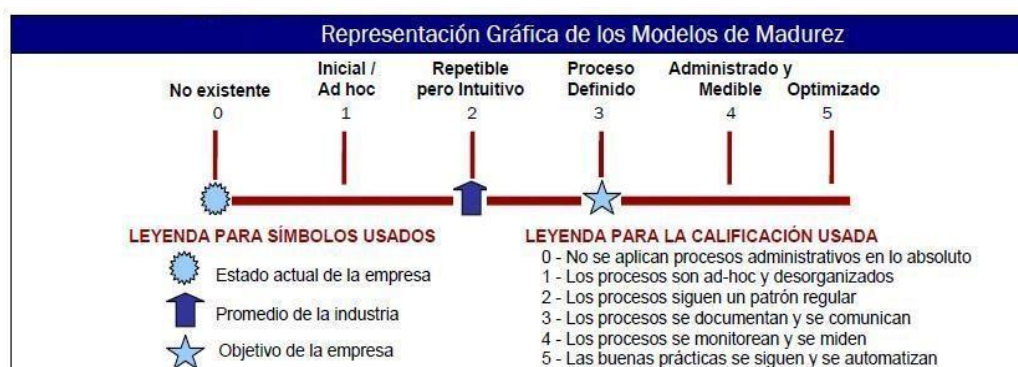 Representación Gráfica de los Modelos de Madurez
No existente
0
Inicial /
Ad hoc
1
Repetible
pero Intuitivo
2
Proceso
Definido
3
Administrado y
Medible
4
Optimizado
5
LEYENDA PARA SÍMBOLOS USADOS
Estado actual de la empresa
Promedio de la industria
Objetivo de la empresa
LEYENDA PARA LA CALIFICACIÓN USADA
0 - No se aplican procesos administrativos en lo absoluto
1 - Los procesos son ad-hoc y desorganizados
2 - Los procesos siguen un patrón regular
3 - Los procesos se documentan y se comunican
4 - Los procesos se monitorean y se miden
5 - Las buenas prácticas se siguen y se automatizan